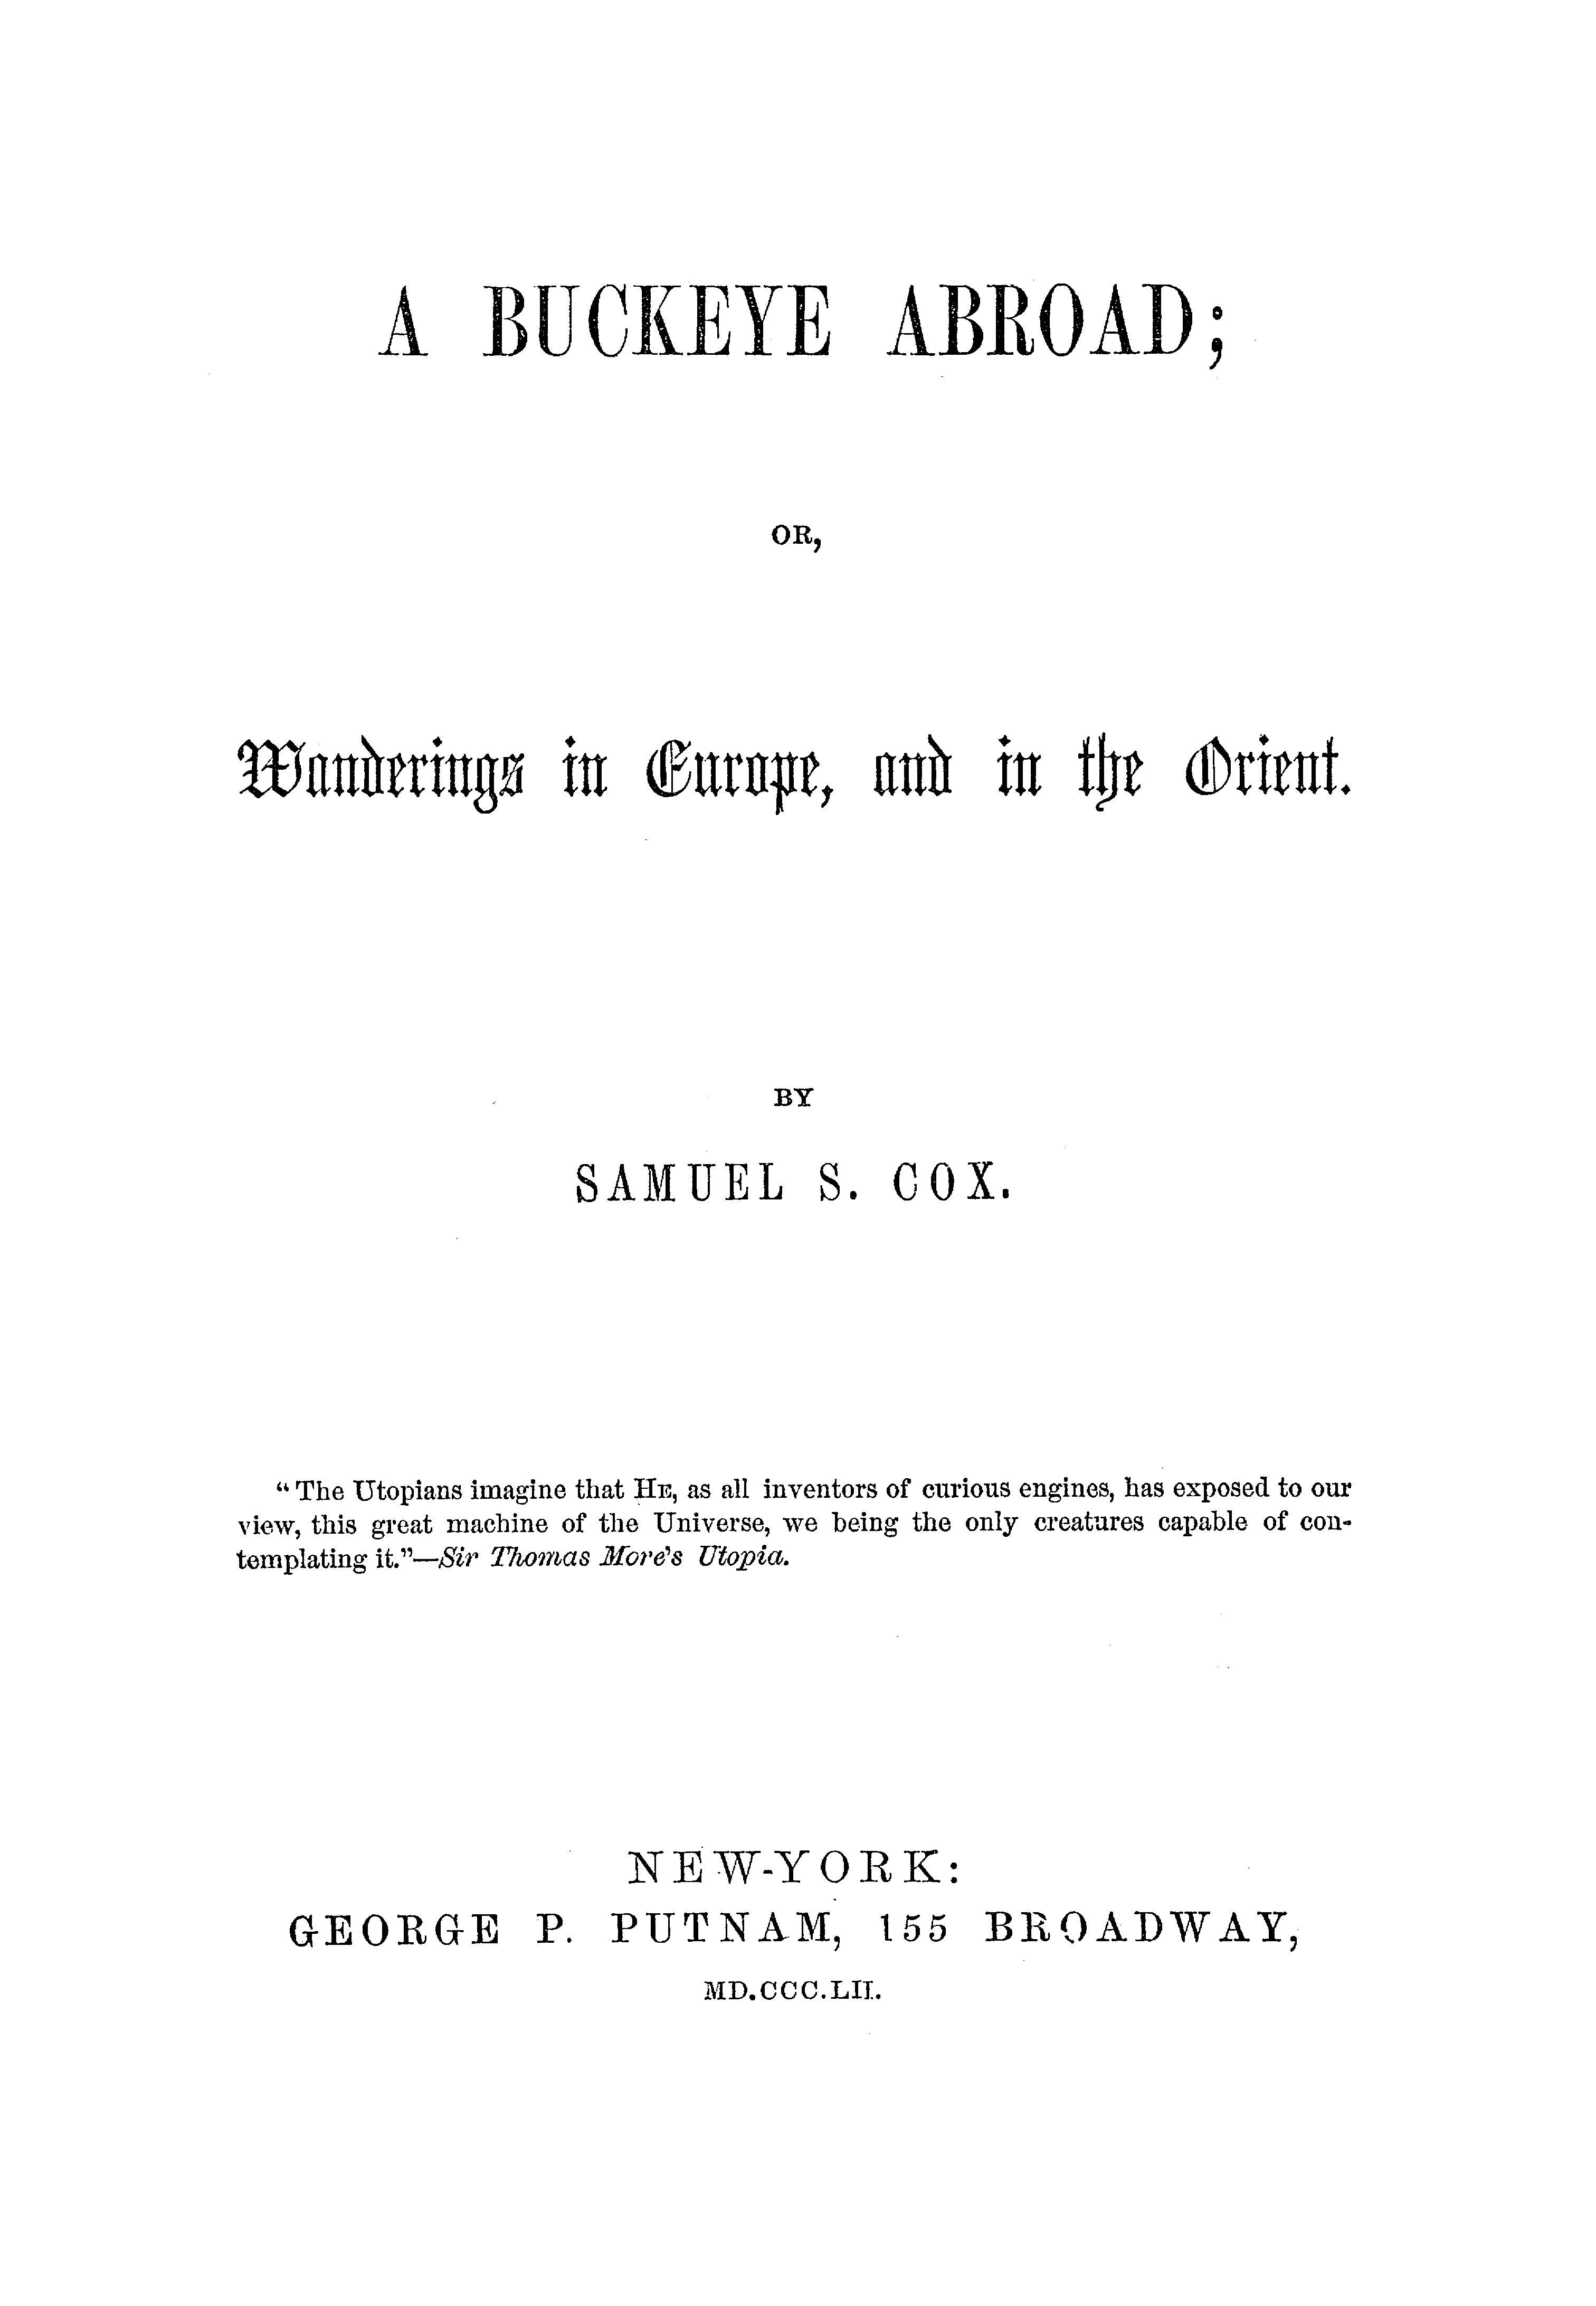 A BUCKEYE ABROAD;
OR,
Wanderings in Europe, and in the Orient.
BY
SAMUEL S. COX.
“The Utopians imagine that HE, as all inventors of curious engines, has exposed to our
view, this great machine of the Universe, we being the only creatures capable of con-
templating it.”—Sir Thomas More's Utopia.
NEW-YORK:
GEORGE P. PUTNAM, 155 BROADWAY,
MD.CCC.LII.